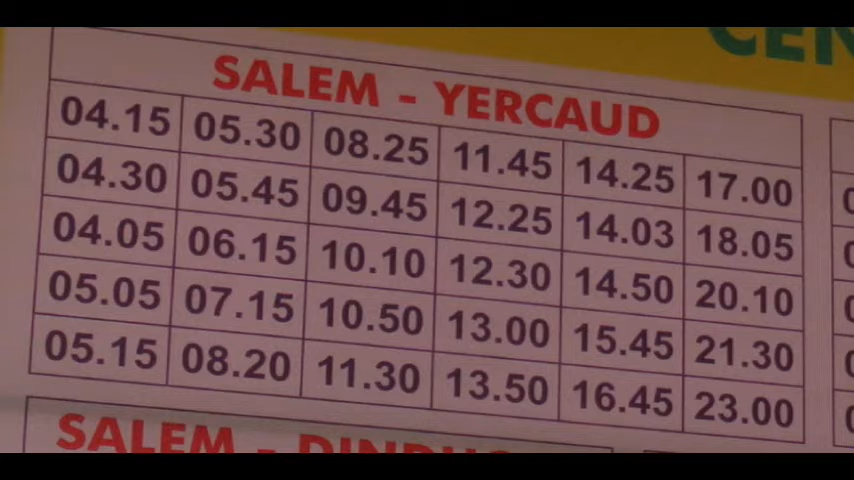 CEN
SALEM - YERCAUD
04.15 05.30 08.25 11.45 14.25 17.00
04.30 05.45 09.45 12.25 14.03 18.05
04.05 06.15 10.10 12.30 14.50 20.10
05.05 07.15 10.50 13.00 15.45 21.30
05.15 08.20 11.30 13.50 16.45 23.00
SALEM -